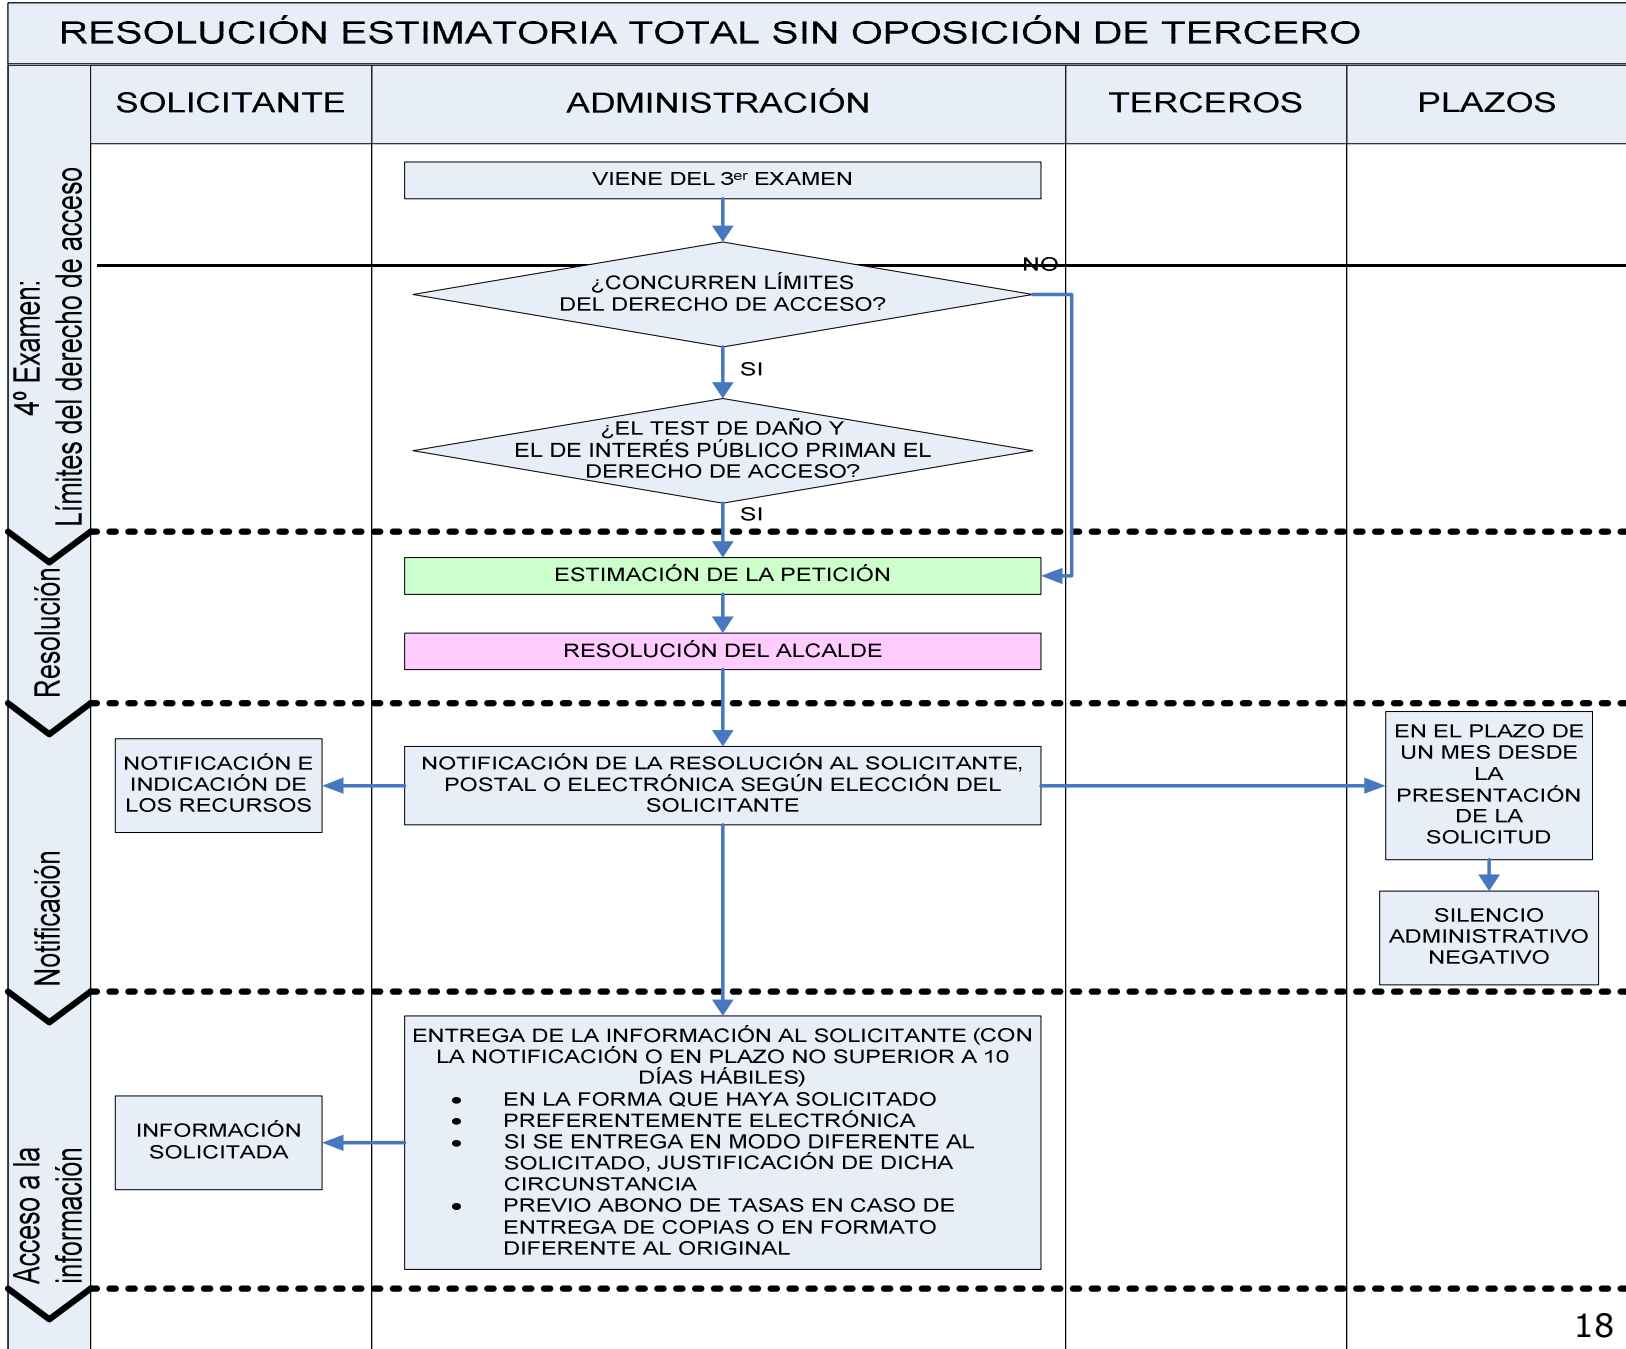 RESOLUCIÓN ESTIMATORIA TOTAL SIN OPOSICIÓN DE TERCERO
SOLICITANTE
ADMINISTRACIÓN
TERCEROS
PLAZOS
4º Examen:
Límites del derecho de acceso
VIENE DEL 3er EXAMEN
¿CONCURREN LÍMITES
DEL DERECHO DE ACCESO?
NO
SI
¿EL TEST DE DAÑO Y
EL DE INTERÉS PÚBLICO PRIMAN EL
DERECHO DE ACCESO?
SI
Resolución
ESTIMACIÓN DE LA PETICIÓN
RESOLUCIÓN DEL ALCALDE
Notificación
NOTIFICACIÓN E
INDICACIÓN DE
LOS RECURSOS
NOTIFICACIÓN DE LA RESOLUCIÓN AL SOLICITANTE,
POSTAL O ELECTRÓNICA SEGÚN ELECCIÓN DEL
SOLICITANTE
EN EL PLAZO DE
UN MES DESDE
LA
PRESENTACIÓN
DE LA
SOLICITUD
SILENCIO
ADMINISTRATIVO
NEGATIVO
Acceso a la
información
INFORMACIÓN
SOLICITADA
ENTREGA DE LA INFORMACIÓN AL SOLICITANTE (CON
LA NOTIFICACIÓN O EN PLAZO NO SUPERIOR A 10
DÍAS HÁBILES)
• EN LA FORMA QUE HAYA SOLICITADO
• PREFERENTEMENTE ELECTRÓNICA
• SI SE ENTREGA EN MODO DIFERENTE AL
SOLICITADO, JUSTIFICACIÓN DE DICHA
CIRCUNSTANCIA
• PREVIO ABONO DE TASAS EN CASO DE
ENTREGA DE COPIAS O EN FORMATO
DIFERENTE AL ORIGINAL
18